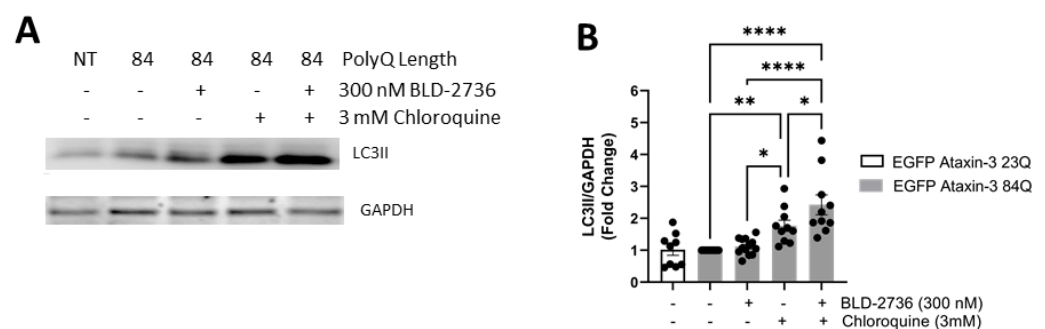 A
NT 84 84 84 84 PolyQ Length
- - + - + 300 nM BLD-2736
- - - + + 3 mM Chloroquine
LC3II
GAPDH
B
****
****
** *
*
LC3II/GAPDH
(Fold Change)
6
5
4
3
2
1
0
EGFP Ataxin-3 23Q
EGFP Ataxin-3 84Q
- - + - + BLD-2736 (300 nM)
- - - + + Chloroquine (3mM)